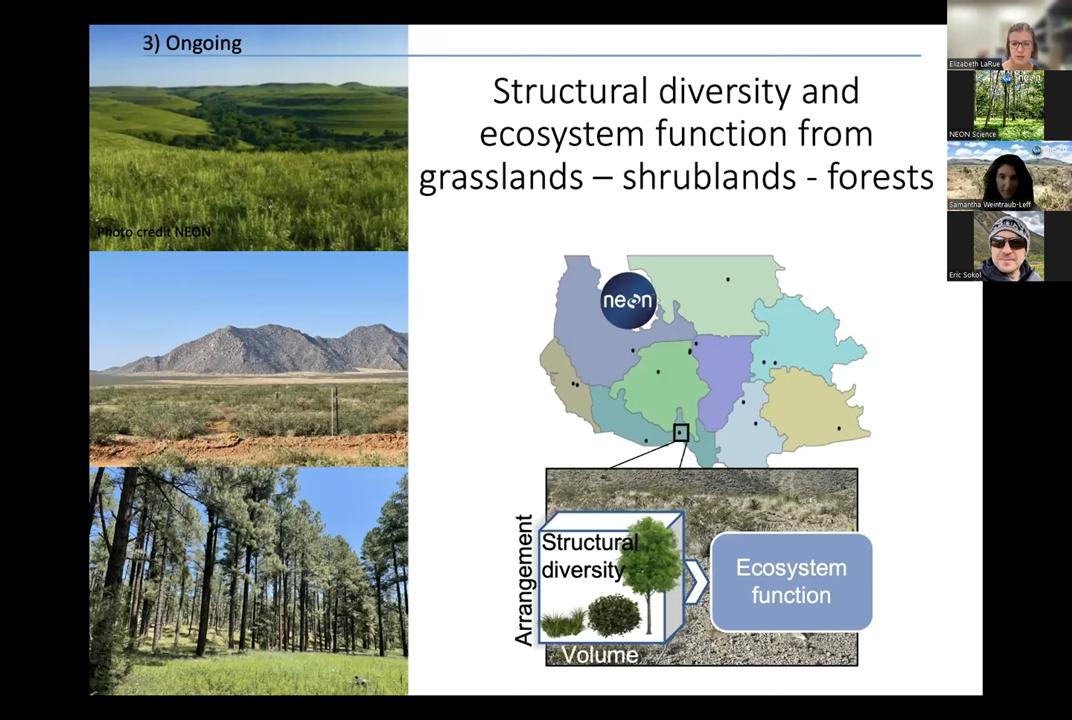 3) Ongoing
Structural diversity and
ecosystem function from
grasslands – shrublands - forests
Photo credit NEON
neon
Arrangement
Structural
diversity
Volume
Ecosystem
function
Elizabeth LaRue
neon
NEON Science
Samantha Weintraub-Leff
Eric Sokol